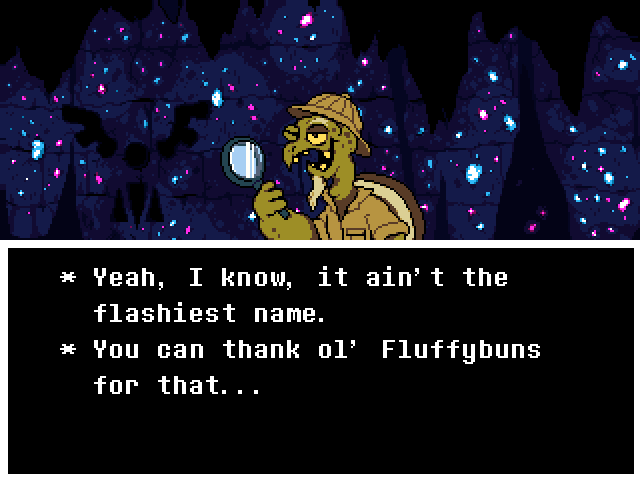 * Yeah, I know, it ain't the
flashiest name.
* You can thank ol' Fluffybuns
for that...